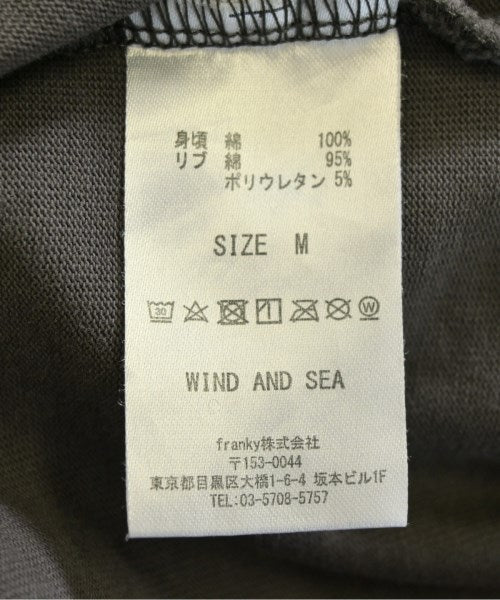 身頃 綿 100%
リブ 綿 95%
ポリウレタン 5%
SIZE M
30 W
WIND AND SEA
franky株式会社
〒153-0044
東京都目黒区大橋1-6-4 坂本ビル1F
TEL:03-5708-5757